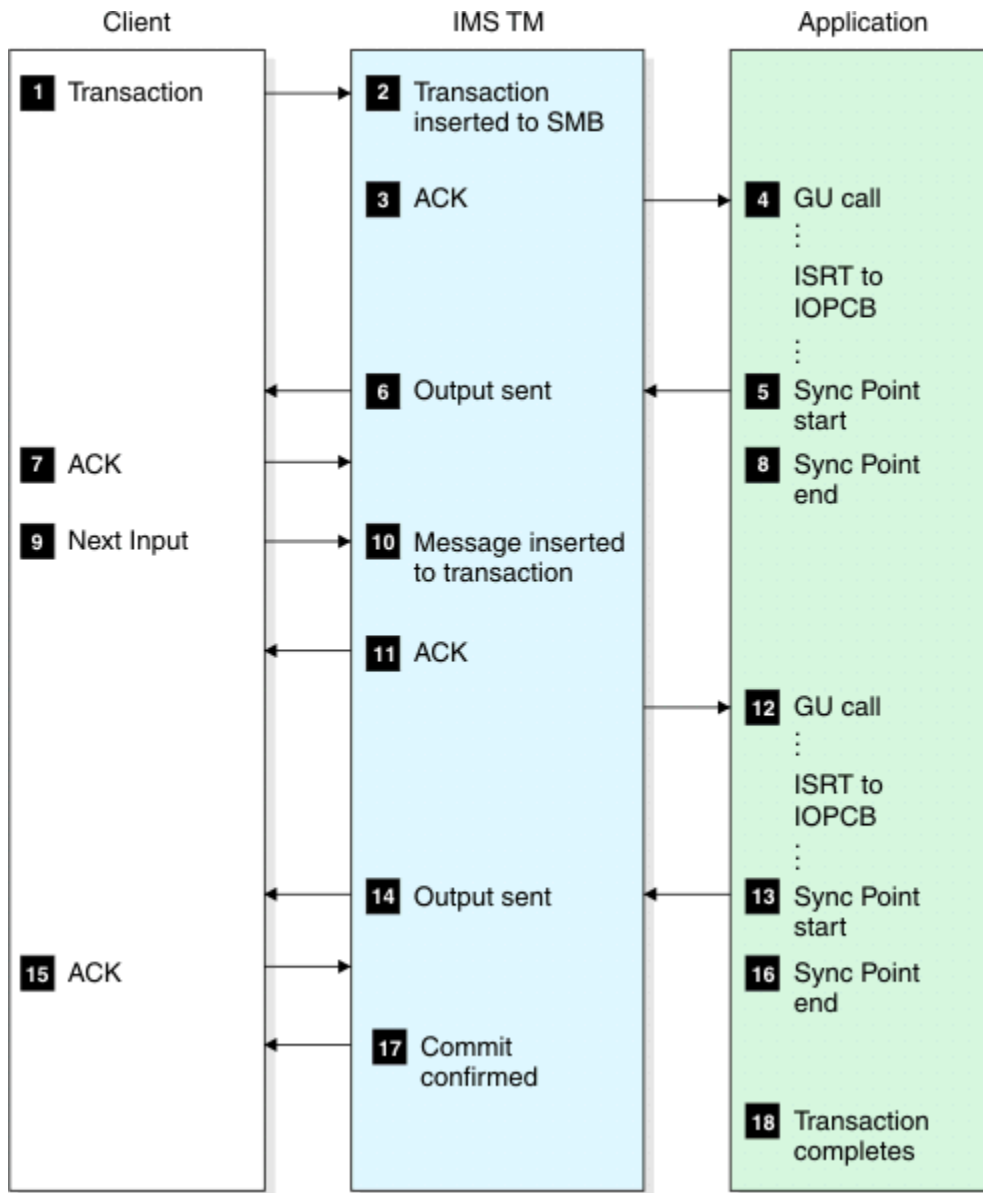 Client IMS TM Application
1 Transaction
2 Transaction
inserted to SMB
3 ACK
4 GU call
⋮
ISRT to
IOPCB
⋮
5 Sync Point
start
6 Output sent
7 ACK
8 Sync Point
end
9 Next Input
10 Message inserted
to transaction
11 ACK
12 GU call
⋮
ISRT to
IOPCB
⋮
13 Sync Point
start
14 Output sent
15 ACK
16 Sync Point
end
17 Commit
confirmed
18 Transaction
completes